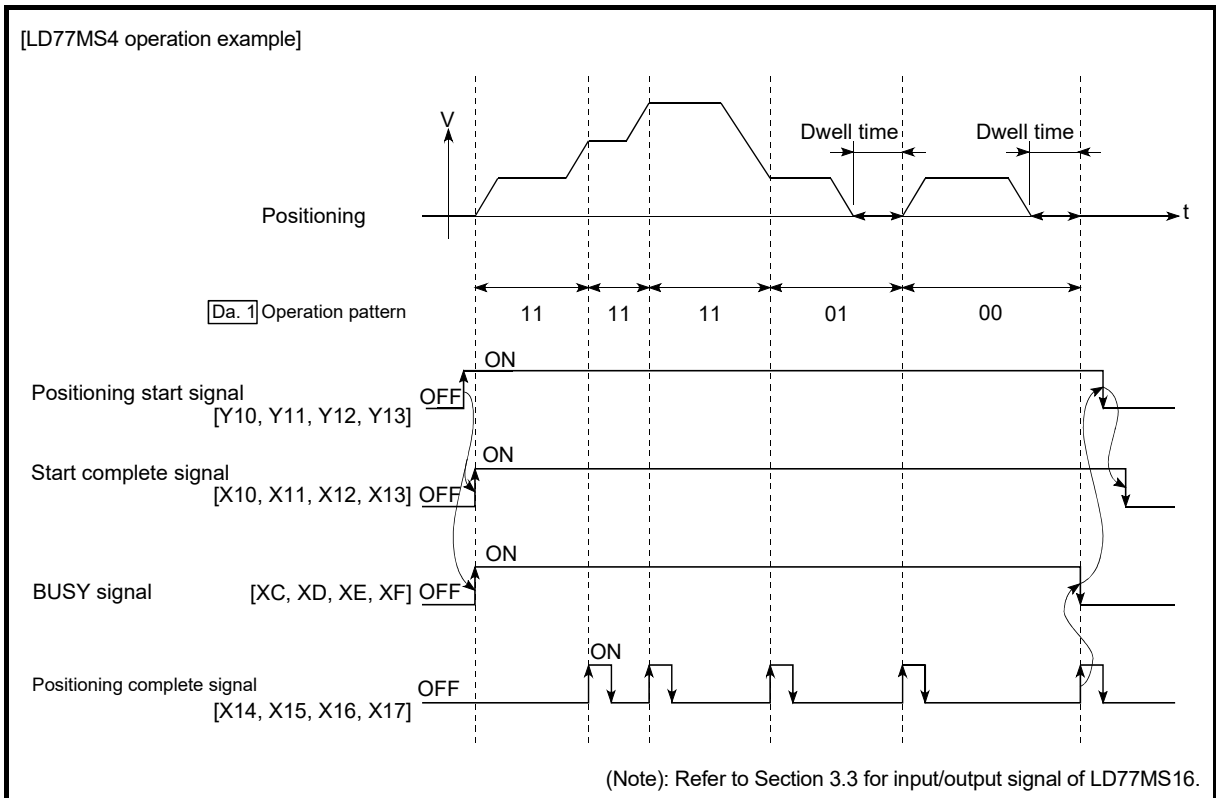 [LD77MS4 operation example]
V
Dwell time
Dwell time
Positioning
t
Da. 1 Operation pattern
11
11
11
01
00
ON
Positioning start signal
OFF
[Y10, Y11, Y12, Y13]
ON
Start complete signal
[X10, X11, X12, X13]
OFF
ON
BUSY signal
[XC, XD, XE, XF]
OFF
ON
Positioning complete signal
OFF
[X14, X15, X16, X17]
(Note): Refer to Section 3.3 for input/output signal of LD77MS16.